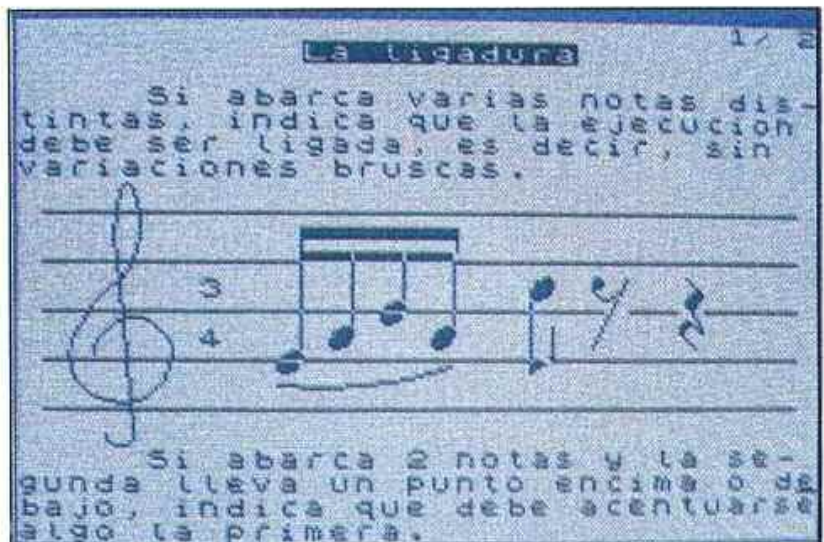 1/ 2
La ligadura
Si abarca varias notas dis-
tintas, indica que la ejecucion
debe ser ligada, es decir, sin
variaciones bruscas.
3
4
Si abarca 2 notas y la se-
gunda lleva un punto encima o de
bajo, indica que debe acentuarse
algo la primera.